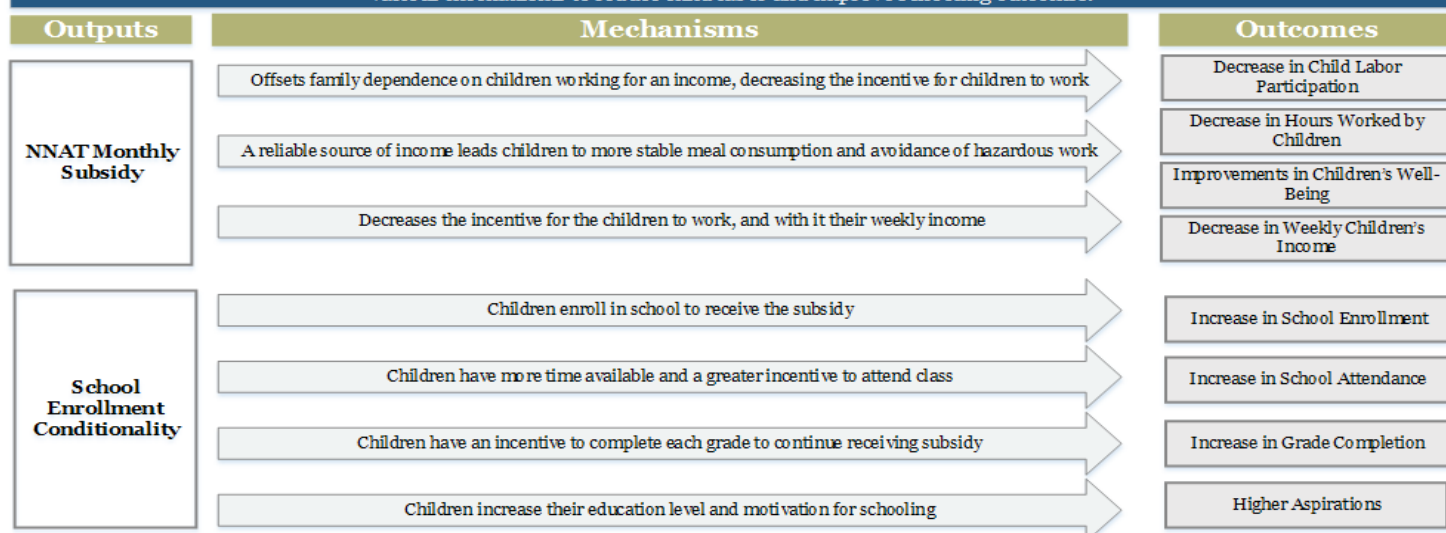 Outputs
Mechanisms
Outcomes
NNAT Monthly
Subsidy
Offsets family dependence on children working for an income, decreasing the incentive for children to work
A reliable source of income leads children to more stable meal consumption and avoidance of hazardous work
Decreases the incentive for the children to work, and with it their weekly income
Decrease in Child Labor
Participation
Decrease in Hours Worked by
Children
Improvements in Children's Well-
Being
Decrease in Weekly Children's
Income
School
Enrollment
Conditionality
Children enroll in school to receive the subsidy
Children have more time available and a greater incentive to attend class
Children have an incentive to complete each grade to continue receiving subsidy
Children increase their education level and motivation for schooling
Increase in School Enrollment
Increase in School Attendance
Increase in Grade Completion
Higher Aspirations